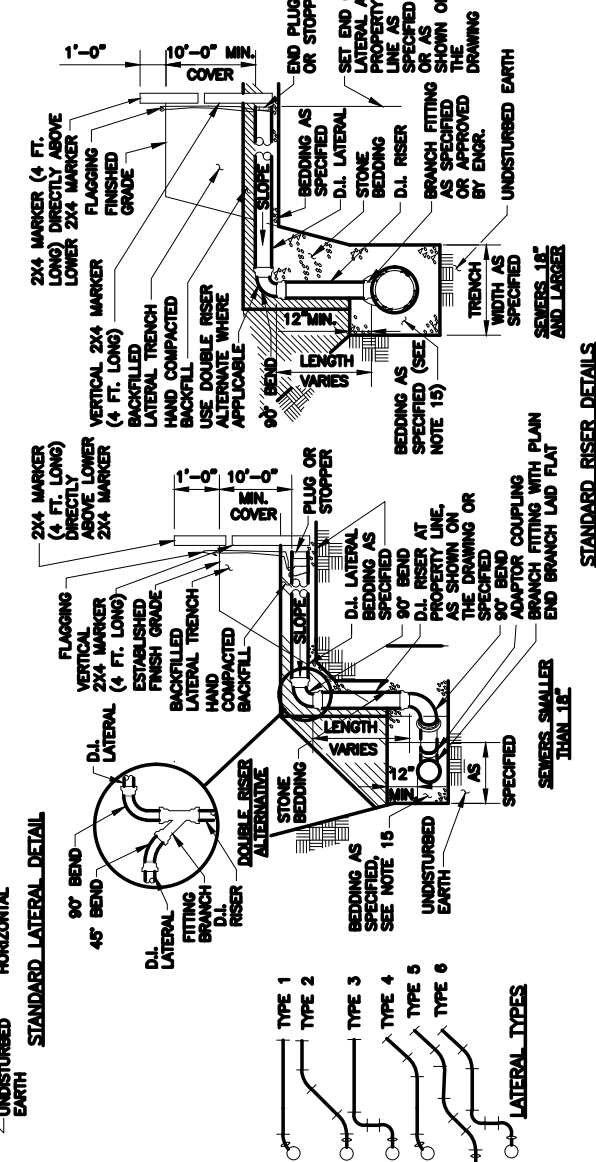 UNDISTURBED
EARTH
HORIZONTAL
STANDARD LATERAL DETAIL
90° BEND
45° BEND
D.I.
LATERAL
D.I.
LATERAL
FITTING
BRANCH
D.I.
RISER
DOUBLE RISER
ALTERNATIVE
2X4 MARKER
(4 FT. LONG)
DIRECTLY
ABOVE LOWER
2X4 MARKER
FLAGGING
VERTICAL
2X4 MARKER
(4 FT. LONG)
ESTABLISHED
FINISH GRADE
BACKFILLED
LATERAL TRENCH
HAND
COMPACTED
BACKFILL
1'-0"
10'-0"
MIN.
COVER
PLUG OR
STOPPER
SLOPE
D.I. LATERAL
BEDDING AS
SPECIFIED
90° BEND
D.I. RISER AT
PROPERTY LINE,
AS SHOWN ON
THE DRAWING OR
SPECIFIED
90° BEND
ADAPTOR COUPLING
BRANCH FITTING WITH PLAIN
END BRANCH LAID FLAT
STONE
BEDDING
LENGTH
VARIES
12"
MIN.
AS
SPECIFIED
BEDDING AS
SPECIFIED,
SEE NOTE 15
UNDISTURBED
EARTH
SEWERS SMALLER
THAN 18"
2X4 MARKER (4 FT.
LONG) DIRECTLY ABOVE
LOWER 2X4 MARKER
FLAGGING
FINISHED
GRADE
VERTICAL 2X4 MARKER
(4 FT. LONG)
BACKFILLED
LATERAL TRENCH
HAND COMPACTED
BACKFILL
USE DOUBLE RISER
ALTERNATE WHERE
APPLICABLE
90° BEND
1'-0"
10'-0" MIN.
COVER
SLOPE
END PLUG
OR STOPP
SET END
LATERAL A
PROPERTY
LINE AS
SPECIFIED
OR AS
SHOWN O
THE
DRAWING
BEDDING AS
SPECIFIED
D.I. LATERAL
STONE
BEDDING
D.I. RISER
BRANCH FITTING
AS SPECIFIED
OR APPROVED
BY ENGR.
UNDISTURBED EARTH
12"MIN.
LENGTH
VARIES
BEDDING AS
SPECIFIED (SEE
NOTE 15)
TRENCH
WIDTH AS
SPECIFIED
SEWERS 18"
AND LARGER
STANDARD RISER DETAILS
TYPE 1
TYPE 2
TYPE 3
TYPE 4
TYPE 5
TYPE 6
LATERAL TYPES